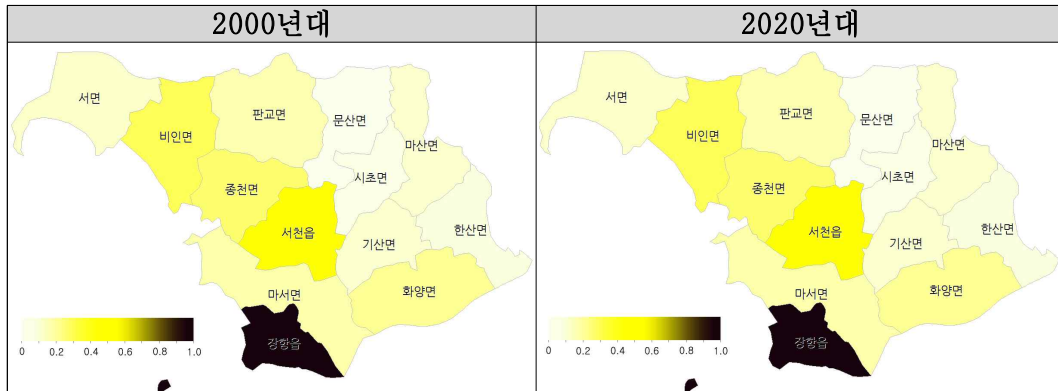 2000년대
2020년대
서면
비인면
판교면
문산면
마산면
종천면
시초면
서천읍
기산면
한산면
마서면
화양면
장항읍
0 0.2 0.4 0.6 0.8 1.0
서면
비인면
판교면
문산면
마산면
종천면
시초면
서천읍
기산면
한산면
마서면
화양면
장항읍
0 0.2 0.4 0.6 0.8 1.0